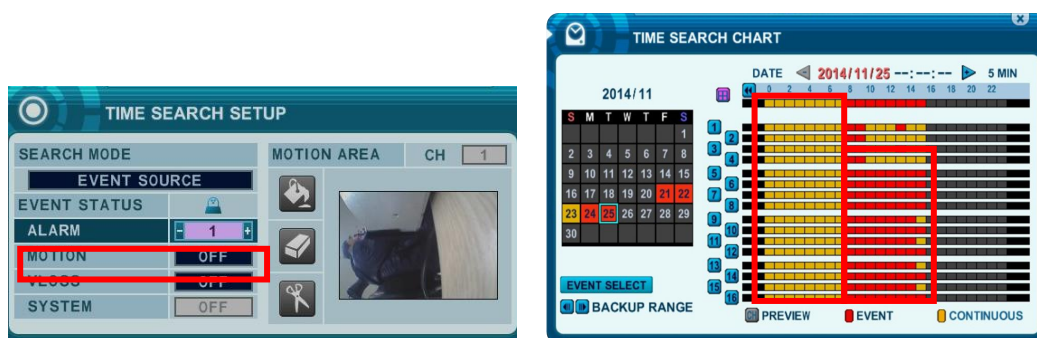 TIME SEARCH SETUP
SEARCH MODE
EVENT SOURCE
EVENT STATUS
ALARM - 1 +
MOTION OFF
VLOSS OFF
SYSTEM OFF
MOTION AREA CH 1
TIME SEARCH CHART
DATE 2014/11/25 --:--:-- 5 MIN
0 2 4 6 8 10 12 14 16 18 20 22
2014/11
S M T W T F S
1
2 3 4 5 6 7 8
9 10 11 12 13 14 15
16 17 18 19 20 21 22
23 24 25 26 27 28 29
30
1
2
3
4
5
6
7
8
9
10
11
12
13
14
15
16
EVENT SELECT
BACKUP RANGE
PREVIEW EVENT CONTINUOUS